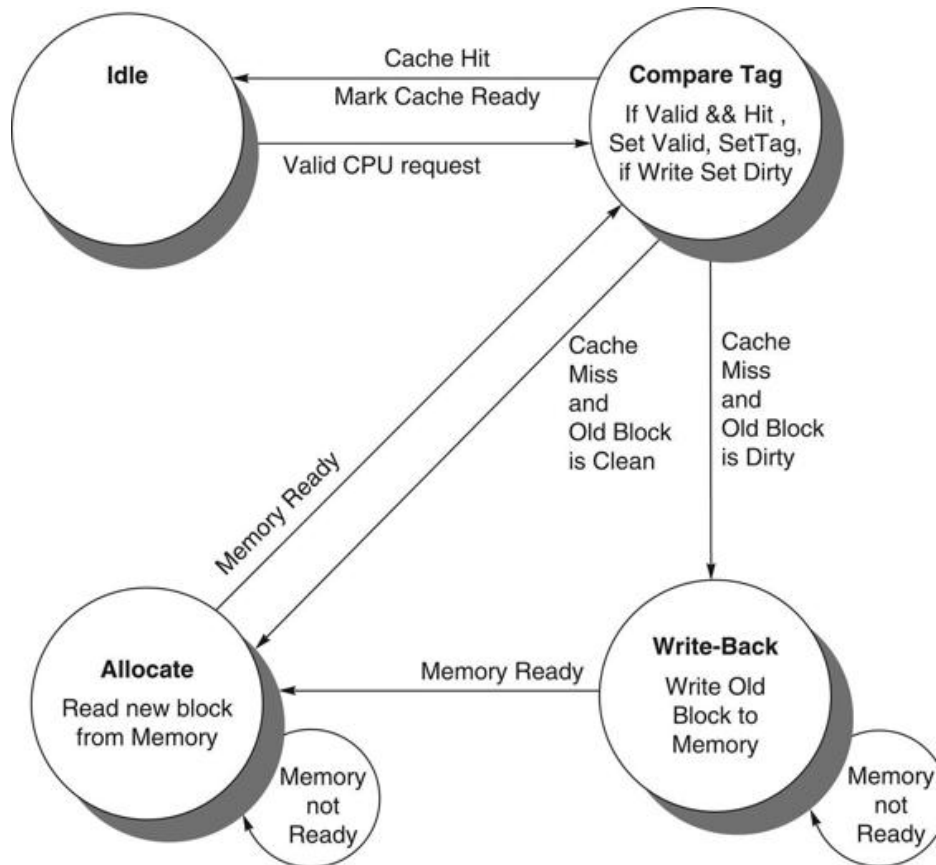 Idle
Cache Hit
Mark Cache Ready
Valid CPU request
Compare Tag
If Valid && Hit ,
Set Valid, SetTag,
if Write Set Dirty
Memory Ready
Cache
Miss
and
Old Block
is Clean
Cache
Miss
and
Old Block
is Dirty
Allocate
Read new block
from Memory
Memory
not
Ready
Memory Ready
Write-Back
Write Old
Block to
Memory
Memory
not
Ready